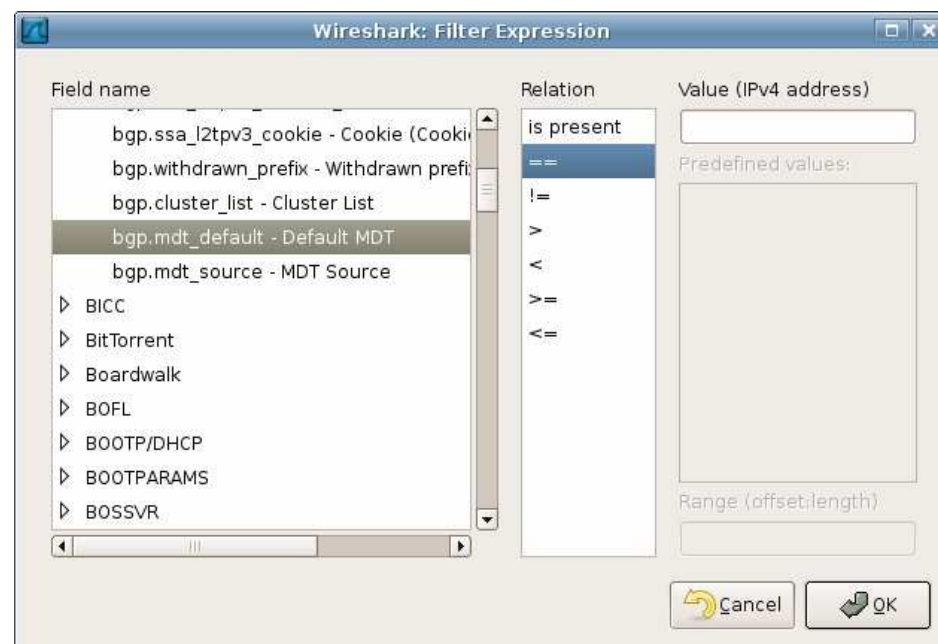 Wireshark: Filter Expression
Field name
bgp.ssa_l2tpv3_cookie - Cookie (Cookie
bgp.withdrawn_prefix - Withdrawn prefi
bgp.cluster_list - Cluster List
bgp.mdt_default - Default MDT
bgp.mdt_source - MDT Source
BICC
BitTorrent
Boardwalk
BOFL
BOOTP/DHCP
BOOTPARAMS
BOSSVR
Relation
is present
==
!=
>
<
>=
<=
Value (IPv4 address)
Predefined values:
Range (offset:length)
Cancel
OK